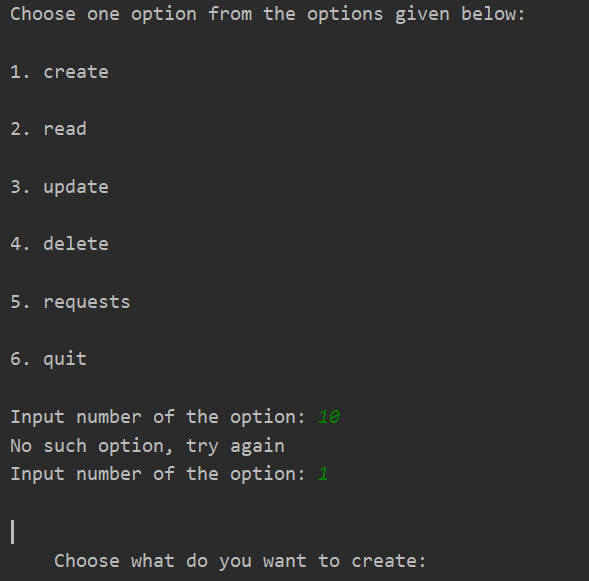 Choose one option from the options given below:
1. create
2. read
3. update
4. delete
5. requests
6. quit
Input number of the option: 10
No such option, try again
Input number of the option: 1
Choose what do you want to create: